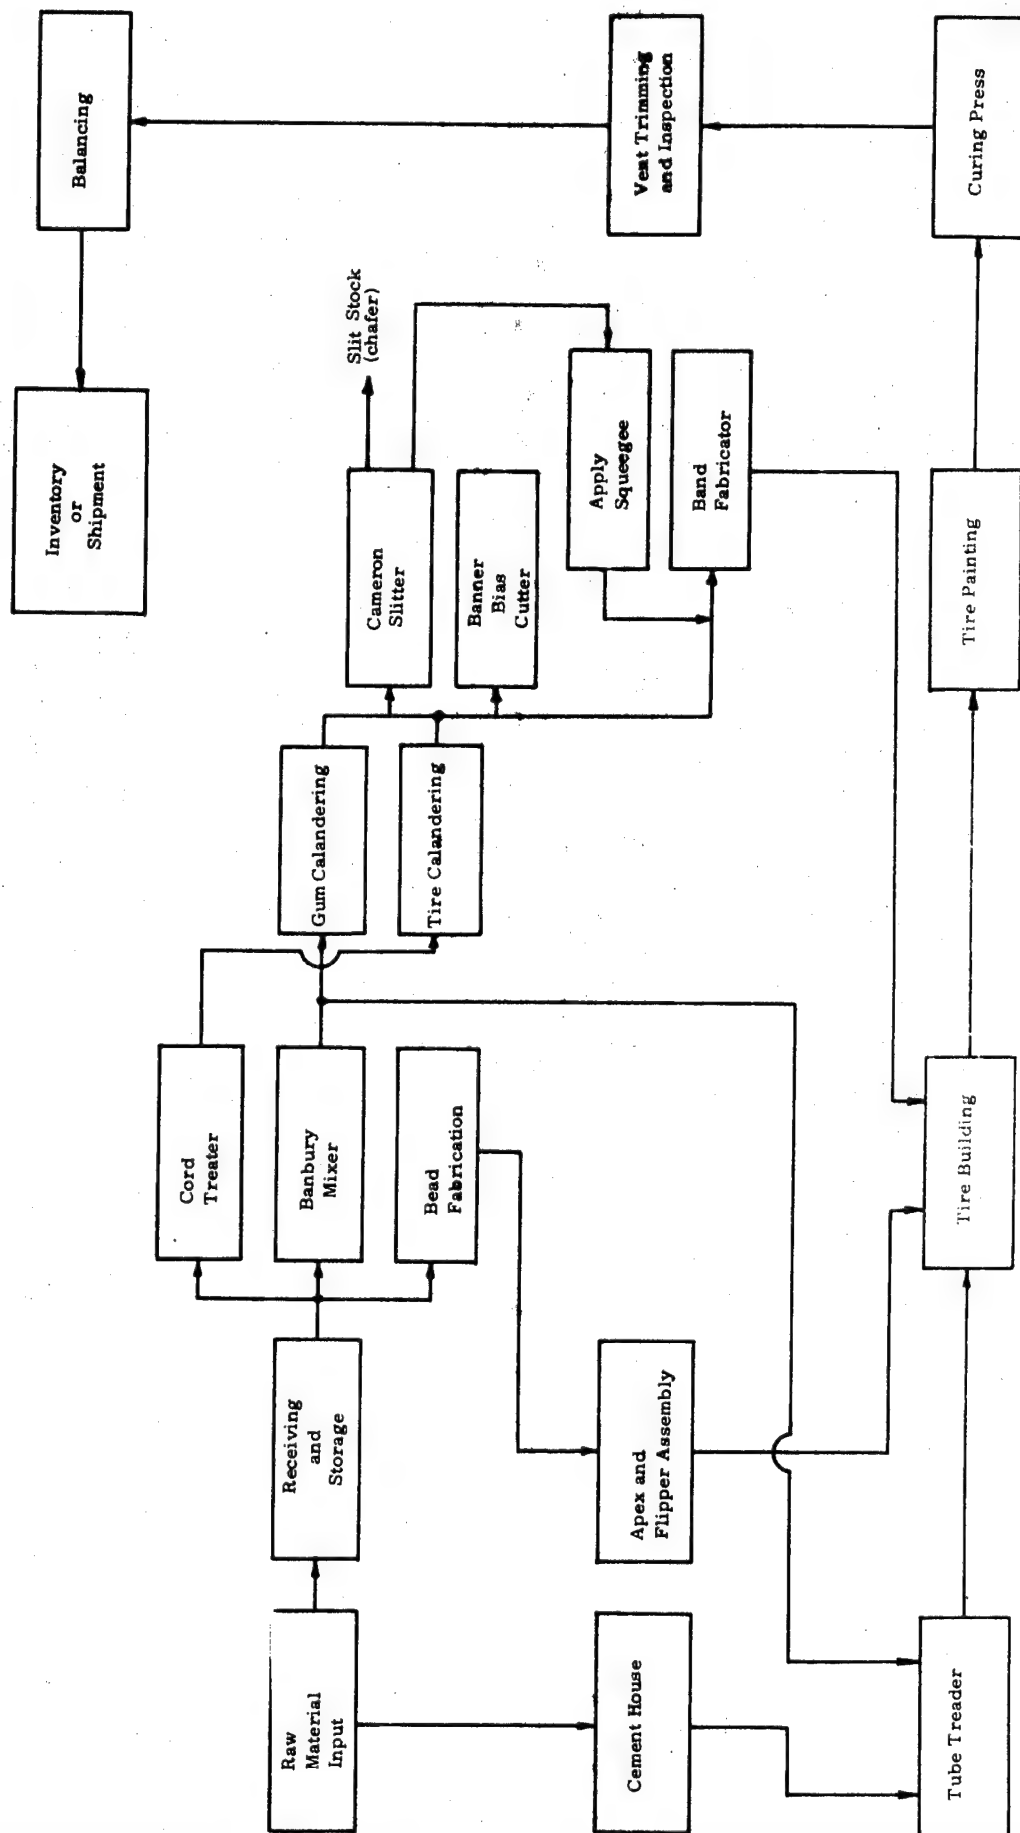 Raw
Material
Input
Receiving
and
Storage
Cord
Treater
Banbury
Mixer
Bead
Fabrication
Gum Calandering
Tire Calandering
Cameron
Slitter
Slit Stock
(chafer)
Banner
Bias
Cutter
Apply
Squeegee
Band
Fabricator
Cement House
Apex and
Flipper Assembly
Tube Treader
Tire Building
Tire Painting
Curing Press
Vent Trimming
and Inspection
Balancing
Inventory
or
Shipment